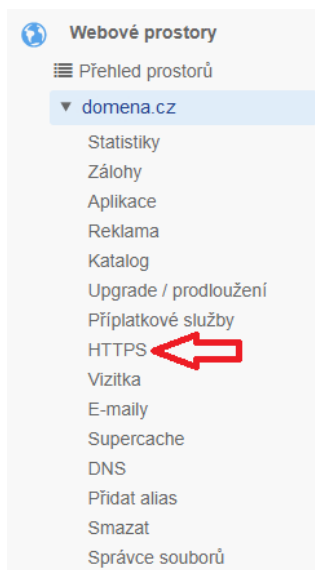 Webové prostory
Přehled prostorů
domena.cz
Statistiky
Zálohy
Aplikace
Reklama
Katalog
Upgrade / prodloužení
Příplatkové služby
HTTPS
Vizitka
E-maily
Supercache
DNS
Přidat alias
Smazat
Správce souborů